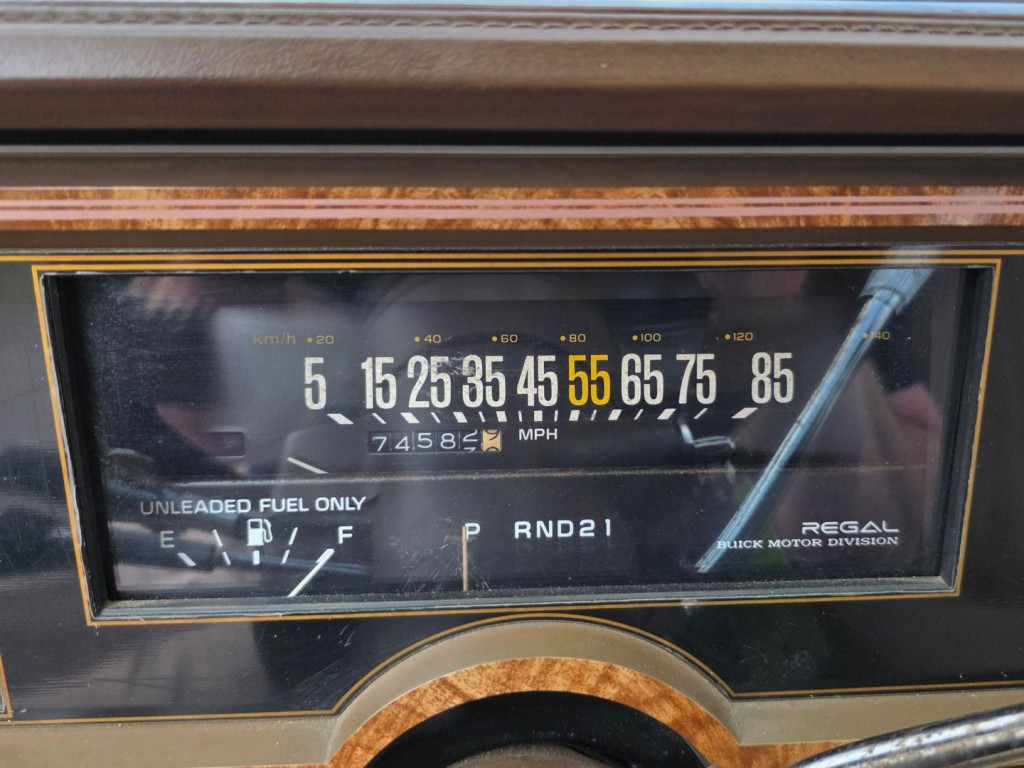 km/h 20 40 60 80 100 120 140
5 15 25 35 45 55 65 75 85
7458
MPH
UNLEADED FUEL ONLY
E F
P RND21
REGAL
BUICK MOTOR DIVISION